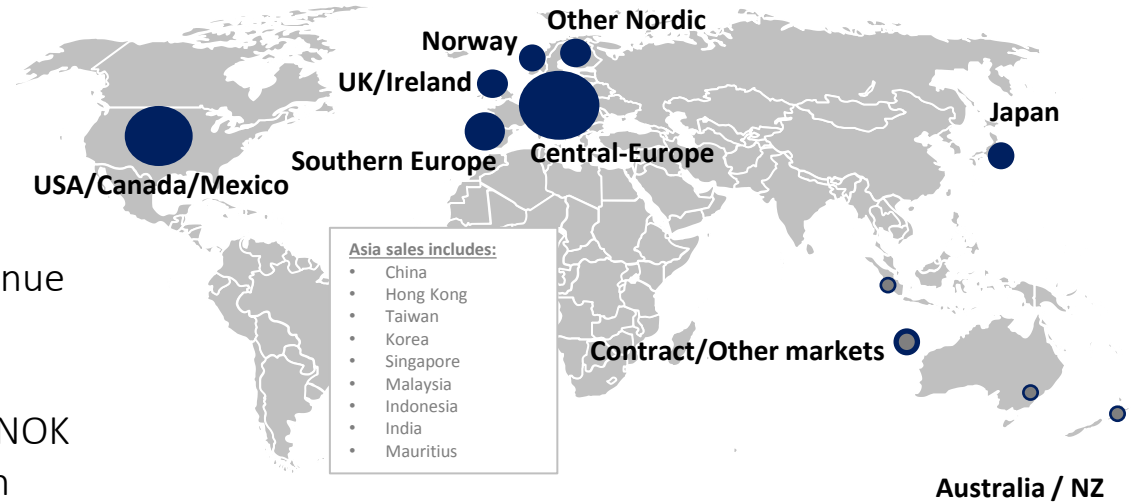 Other Nordic
Norway
UK/Ireland
Japan
Southern Europe
Central-Europe
USA/Canada/Mexico
Asia sales includes:
• China
• Hong Kong
• Taiwan
• Korea
• Singapore
• Malaysia
• Indonesia
• India
• Mauritius
Contract/Other markets
NOK
Australia / NZ